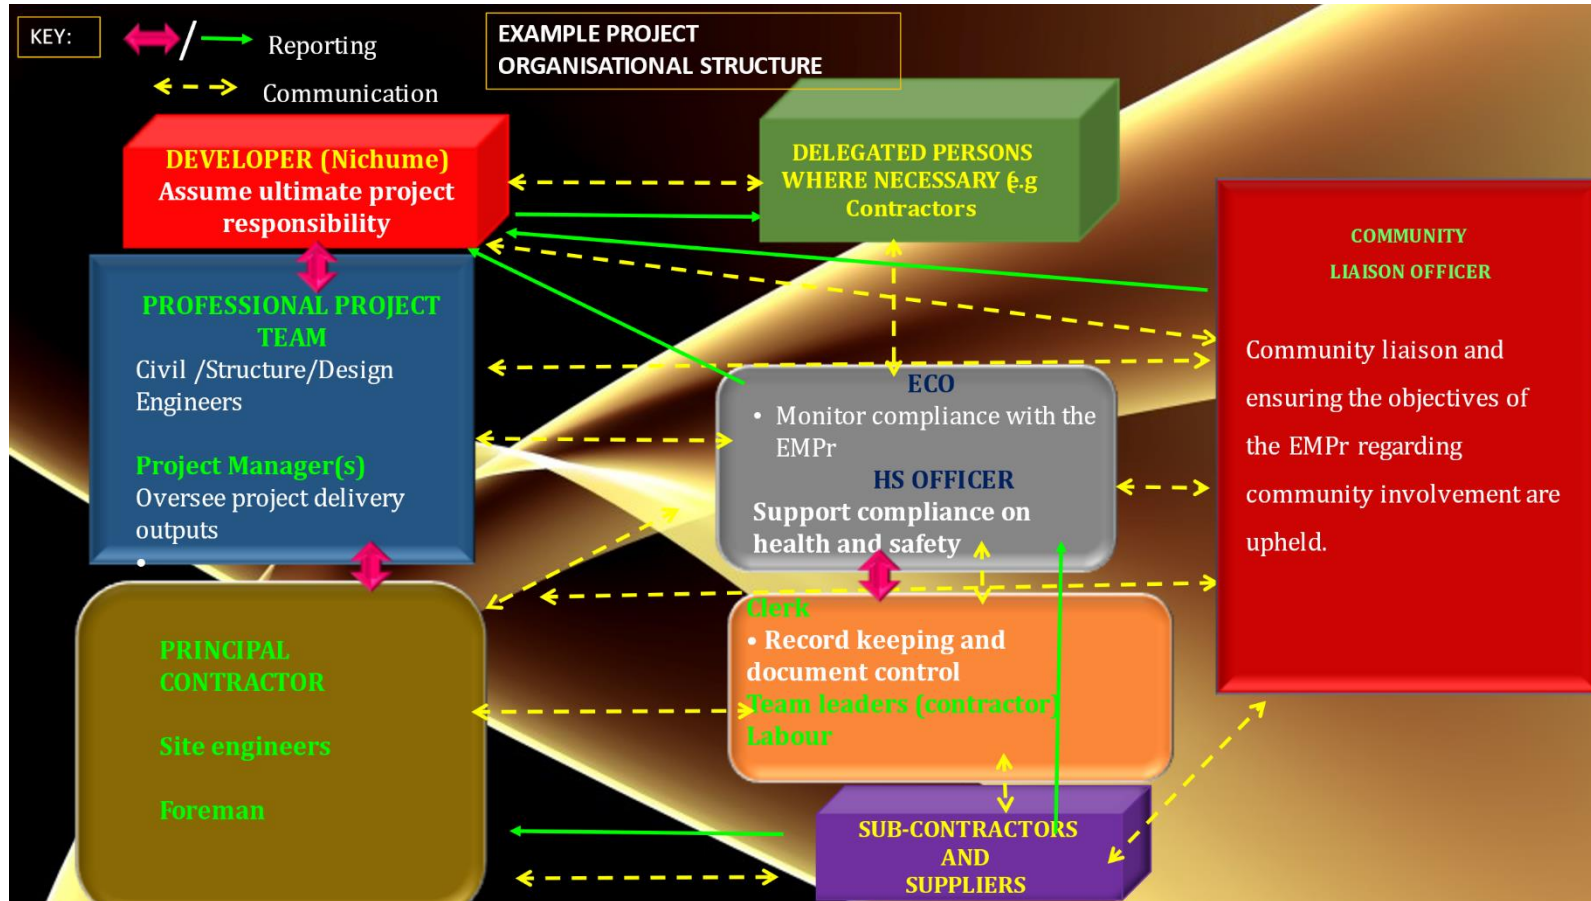 KEY:
/
Reporting
Communication
EXAMPLE PROJECT
ORGANISATIONAL STRUCTURE
DEVELOPER (Nichume)
Assume ultimate project
responsibility
DELEGATED PERSONS
WHERE NECESSARY (e.g
Contractors
COMMUNITY
LIAISON OFFICER
Community liaison and
ensuring the objectives of
the EMPr regarding
community involvement are
upheld.
PROFESSIONAL PROJECT
TEAM
Civil /Structure/Design
Engineers
Project Manager(s)
Oversee project delivery
outputs
•
ECO
• Monitor compliance with the
EMPr
HS OFFICER
Support compliance on
health and safety
PRINCIPAL
CONTRACTOR
Site engineers
Foreman
Clerk
• Record keeping and
document control
Team leaders (contractor)
Labour
SUB-CONTRACTORS
AND
SUPPLIERS